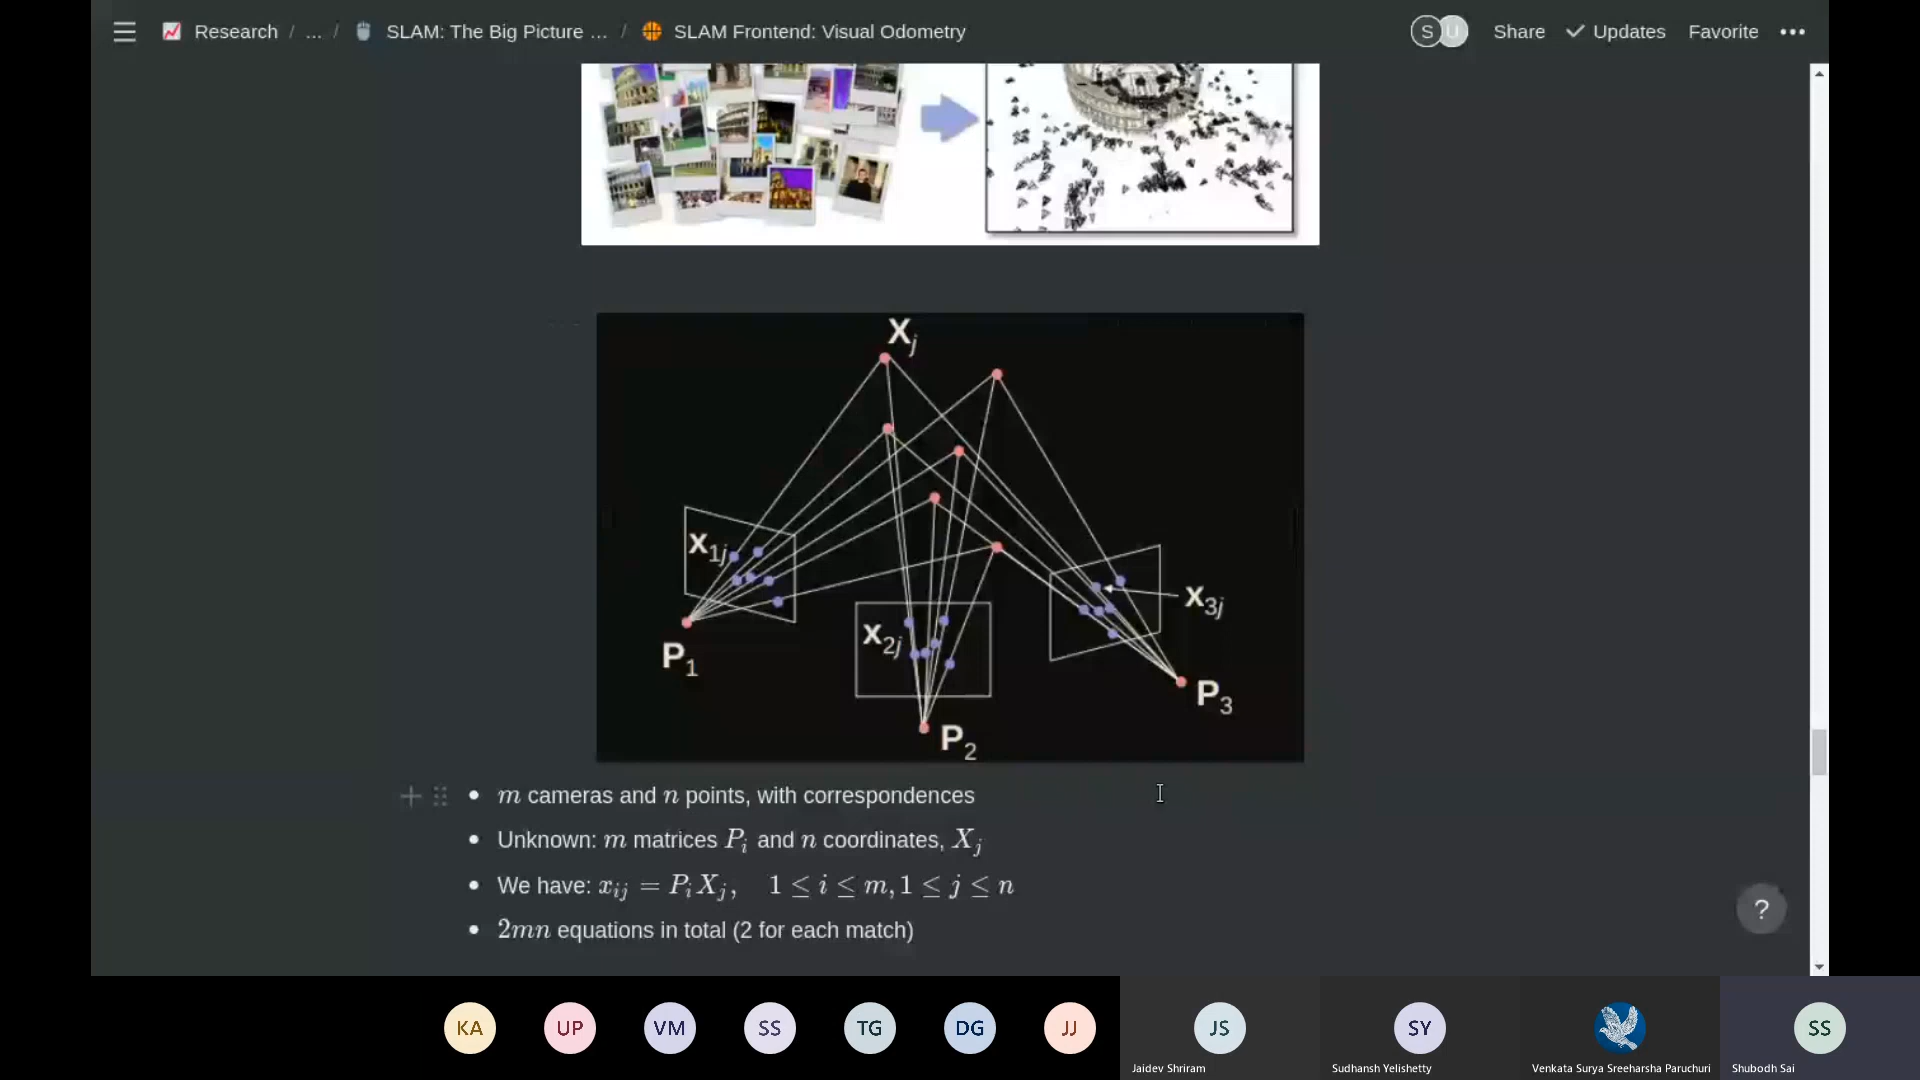 Research / ... / SLAM: The Big Picture ... / SLAM Frontend: Visual Odometry
S U Share Updates Favorite •••
Xj
x1j
x2j
x3j
P1
P2
P3
• m cameras and n points, with correspondences
• Unknown: m matrices Pi and n coordinates, Xj
• We have: xij = PiXj, 1 ≤ i ≤ m, 1 ≤ j ≤ n
• 2mn equations in total (2 for each match)
?
KA UP VM SS TG DG JJ JS SY SS
Jaidev Shriram Sudhansh Yelishetty Venkata Surya Sreeharsha Paruchuri Shubodh Sai